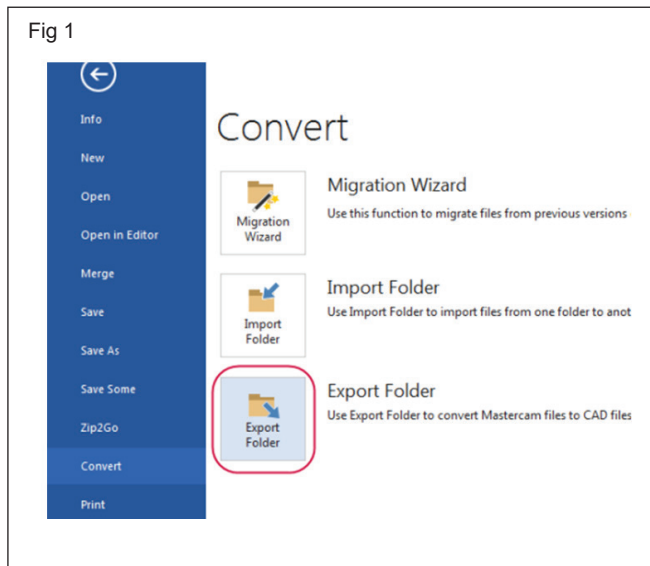 Fig 1
Info
New
Open
Open in Editor
Merge
Save
Save As
Save Some
Zip2Go
Convert
Print
Convert
Migration
Wizard
Migration Wizard
Use this function to migrate files from previous versions
Import
Folder
Import Folder
Use Import Folder to import files from one folder to anot
Export
Folder
Export Folder
Use Export Folder to convert Mastercam files to CAD files